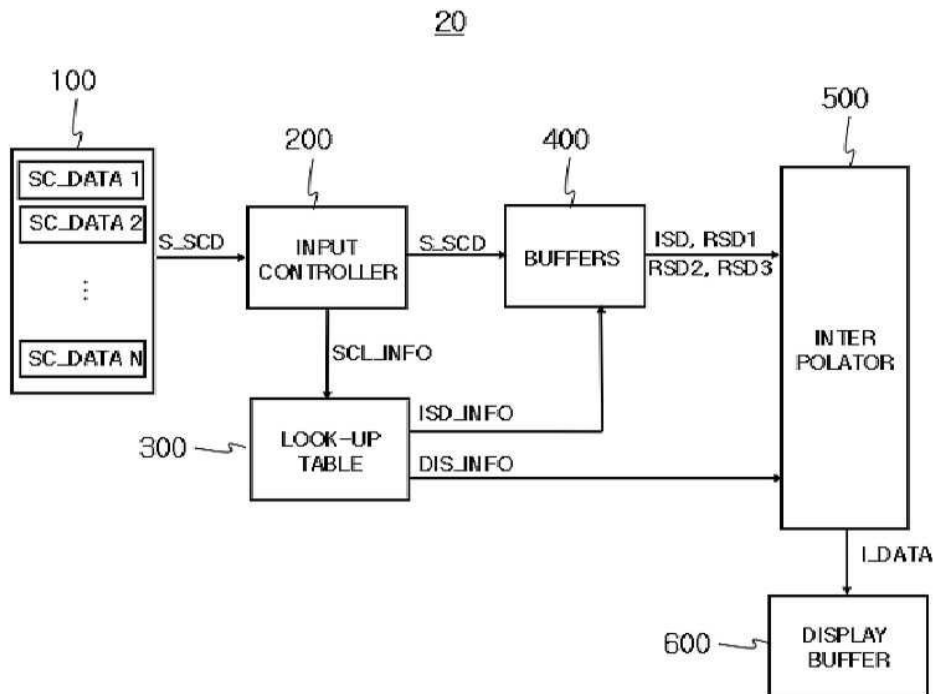 20
100
SC_DATA 1
SC_DATA 2
⋮
SC_DATA N
S_SCD
200
INPUT
CONTROLLER
S_SCD
400
BUFFERS
ISD, RSD1
RSD2, RSD3
500
INTER
POLATOR
SCL_INFO
300
LOOK-UP
TABLE
ISD_INFO
DIS_INFO
I_DATA
600
DISPLAY
BUFFER